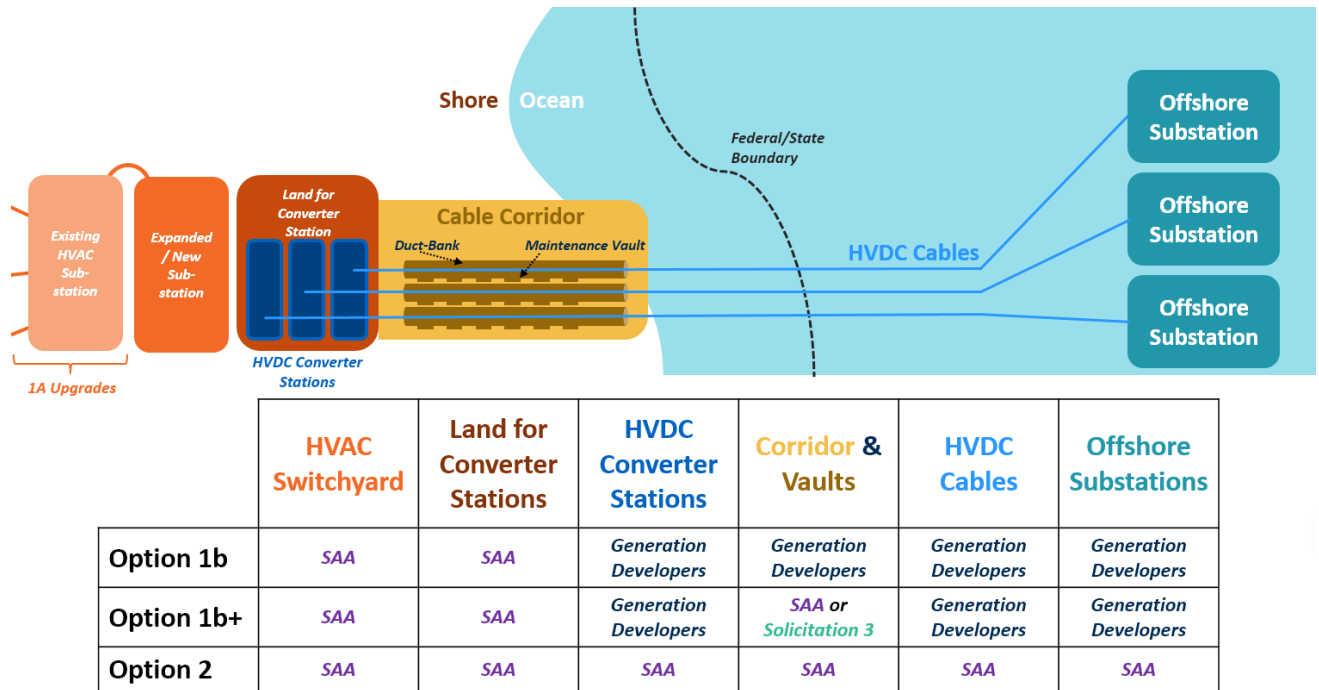 Shore Ocean
Federal/State
Boundary
Offshore
Substation
Offshore
Substation
Offshore
Substation
Existing
HVAC
Sub-
station
Expanded
/ New
Sub-
station
Land for
Converter
Station
Cable Corridor
Duct-Bank
Maintenance Vault
HVDC Cables
HVDC Converter
Stations
1A Upgrades
HVAC
Switchyard
Land for
Converter
Stations
HVDC
Converter
Stations
Corridor &
Vaults
HVDC
Cables
Offshore
Substations
Option 1b
SAA
SAA
Generation
Developers
Generation
Developers
Generation
Developers
Generation
Developers
Option 1b+
SAA
SAA
Generation
Developers
SAA or
Solicitation 3
Generation
Developers
Generation
Developers
Option 2
SAA
SAA
SAA
SAA
SAA
SAA